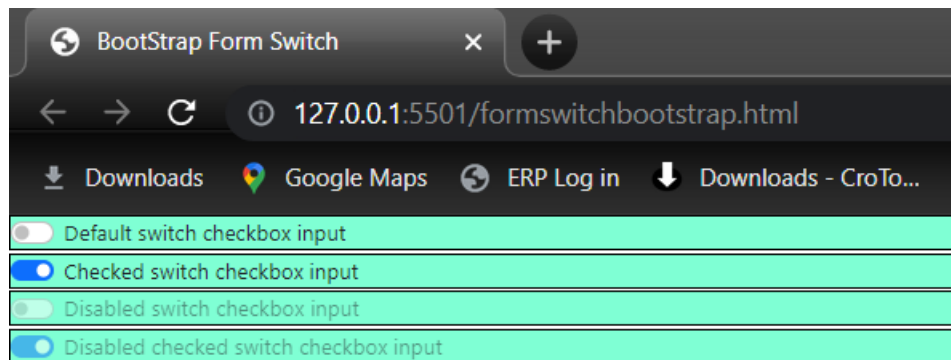 BootStrap Form Switch
127.0.0.1:5501/formswitchbootstrap.html
Downloads Google Maps ERP Log in Downloads - CroTo...
Default switch checkbox input
Checked switch checkbox input
Disabled switch checkbox input
Disabled checked switch checkbox input